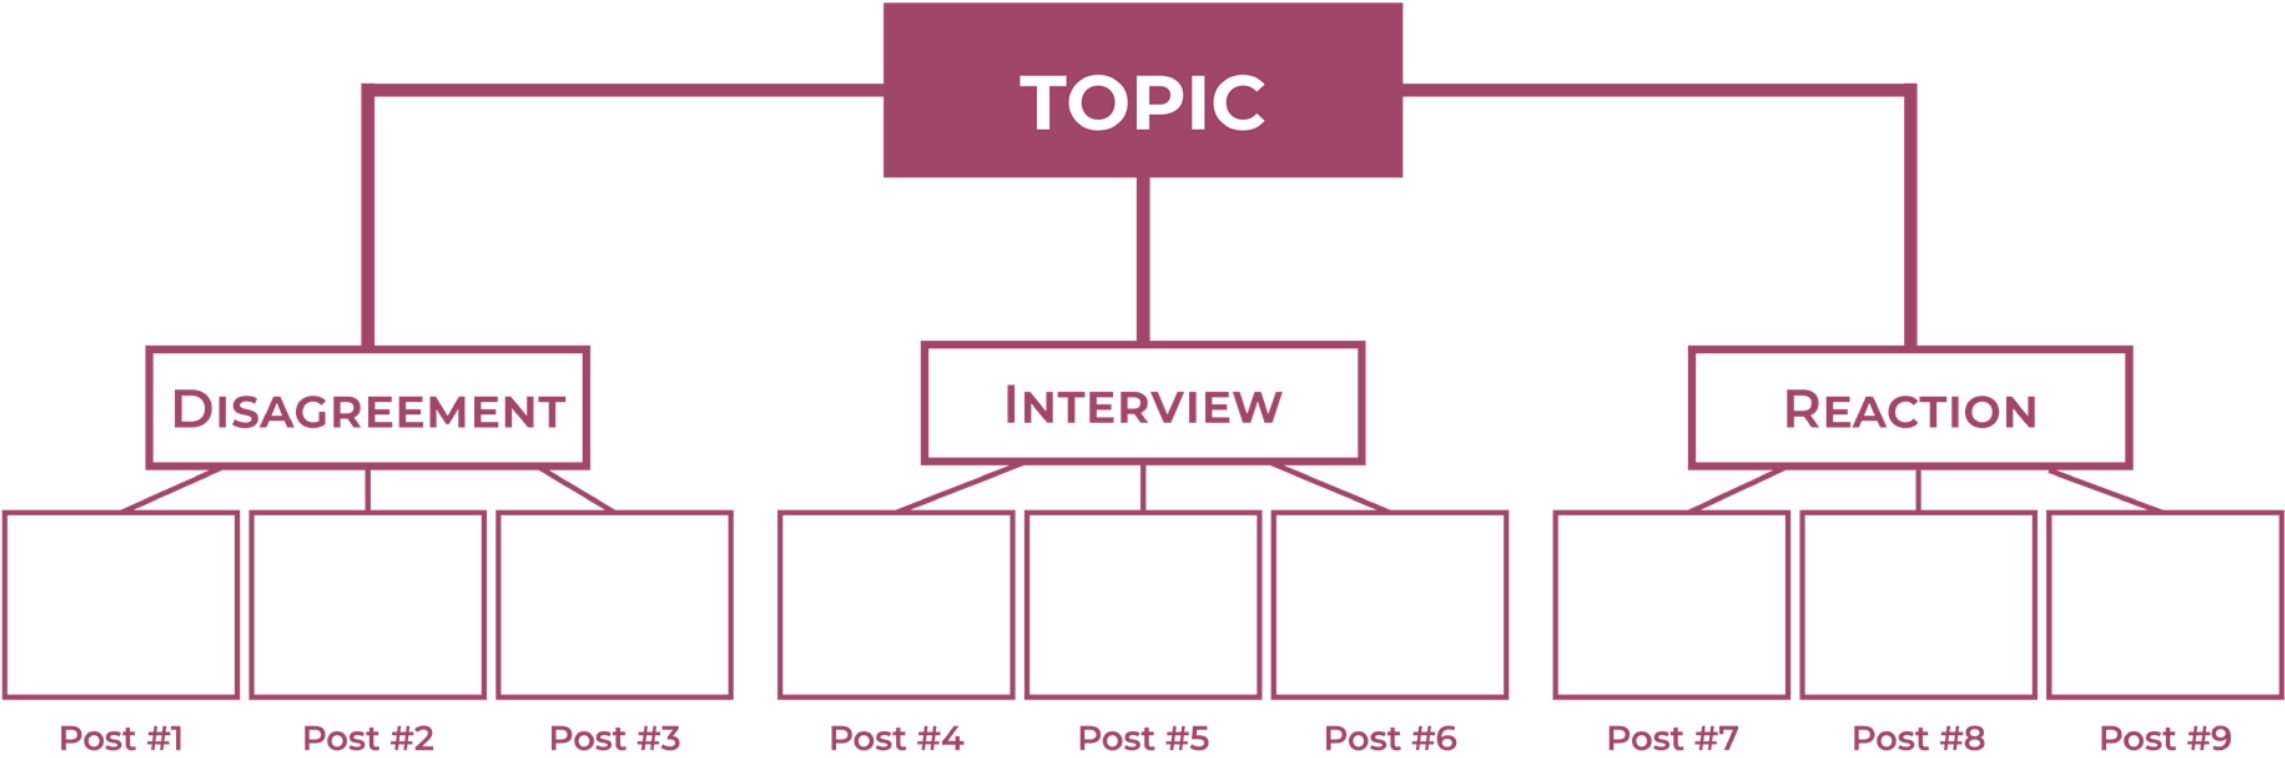 TOPIC
DISAGREEMENT
INTERVIEW
REACTION
Post #1
Post #2
Post #3
Post #4
Post #5
Post #6
Post #7
Post #8
Post #9